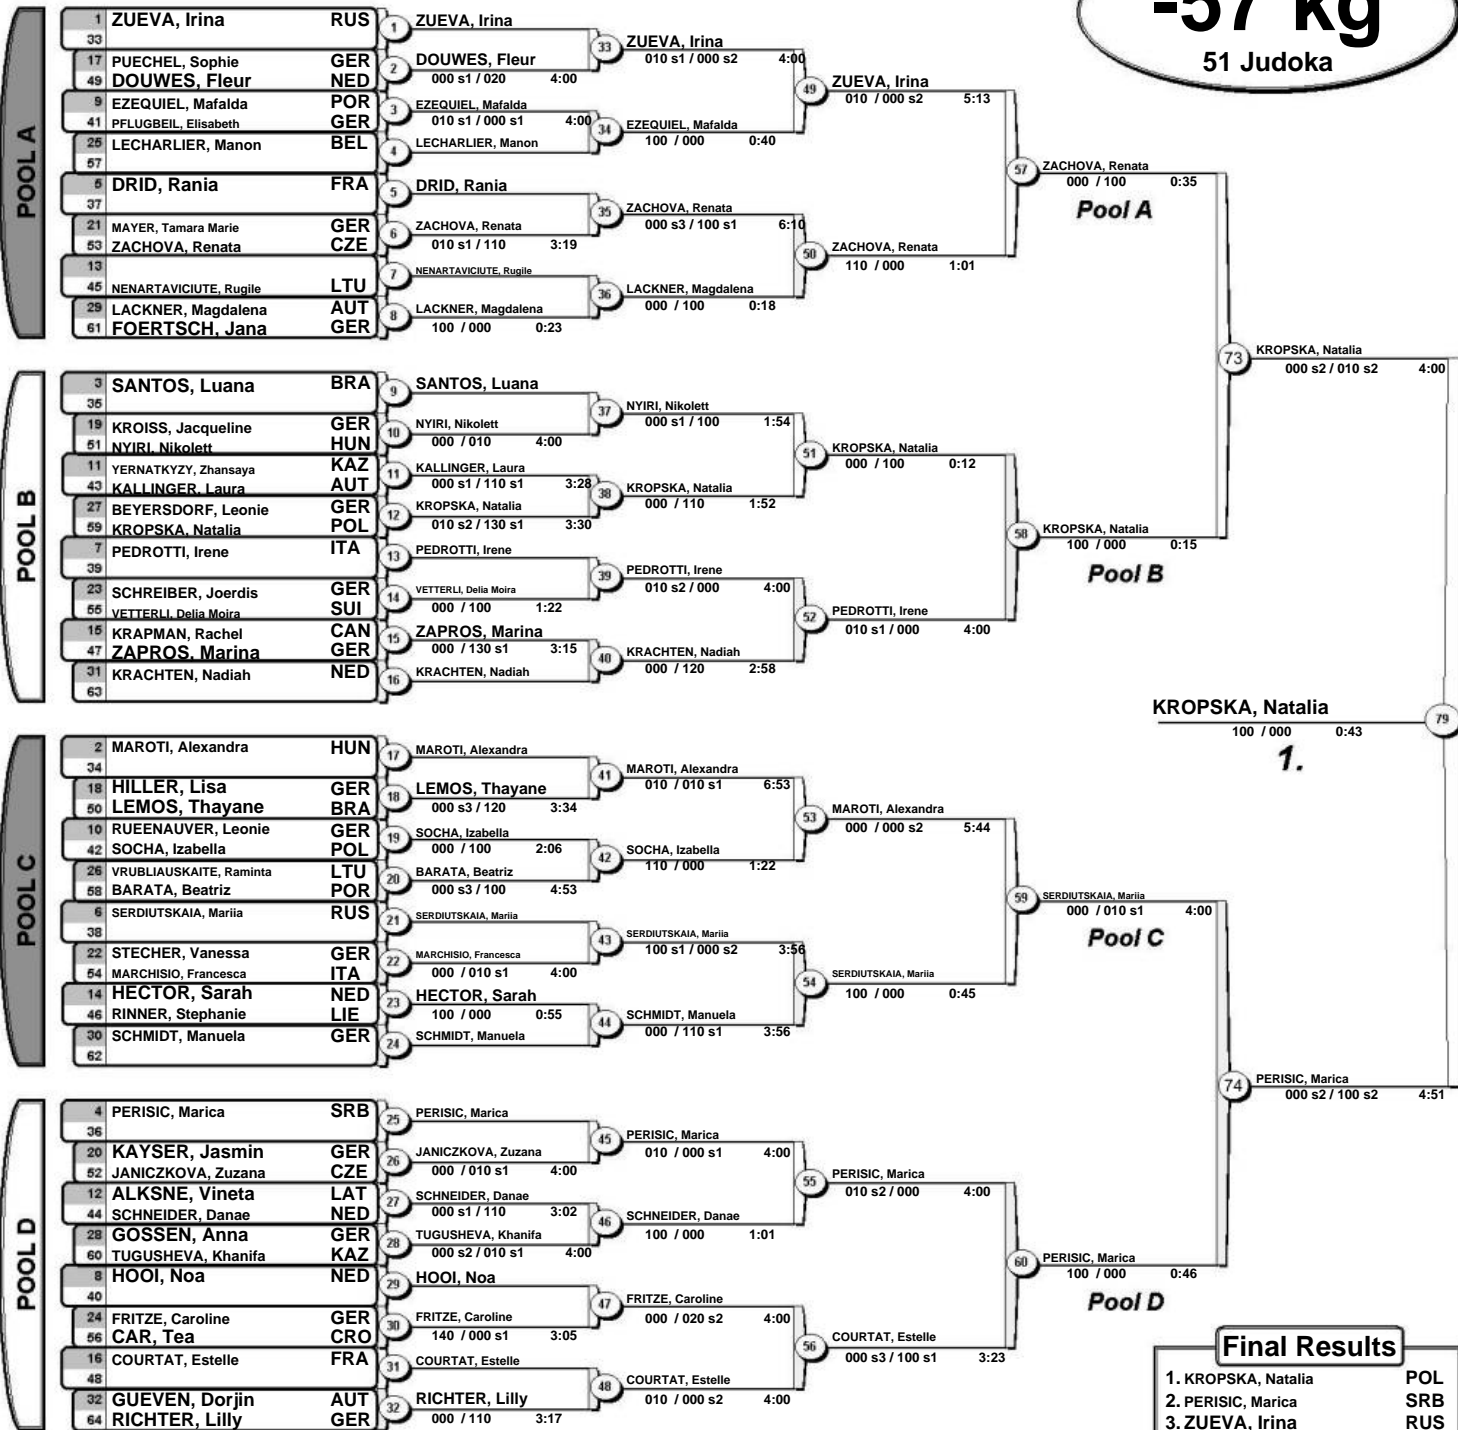 -57 kg
51 Judoka
POOL A
1 ZUEVA, Irina RUS
33
17 PUECHEL, Sophie GER
49 DOUWES, Fleur NED
9 EZEQUIEL, Mafalda POR
41 PFLUGBEIL, Elisabeth GER
25 LECHARLIER, Manon BEL
57
5 DRID, Rania FRA
37
21 MAYER, Tamara Marie GER
53 ZACHOVA, Renata CZE
13
45 NENARTAVICIUTE, Rugile LTU
29 LACKNER, Magdalena AUT
61 FOERTSCH, Jana GER
1 ZUEVA, Irina
2 DOUWES, Fleur
000 s1 / 020 4:00
3 EZEQUIEL, Mafalda
010 s1 / 000 s1 4:00
4 LECHARLIER, Manon
5 DRID, Rania
6 ZACHOVA, Renata
010 s1 / 110 3:19
7 NENARTAVICIUTE, Rugile
8 LACKNER, Magdalena
100 / 000 0:23
33 ZUEVA, Irina
010 s1 / 000 s2 4:00
34 EZEQUIEL, Mafalda
100 / 000 0:40
35 ZACHOVA, Renata
000 s3 / 100 s1 6:10
36 LACKNER, Magdalena
000 / 100 0:18
49 ZUEVA, Irina
010 / 000 s2 5:13
50 ZACHOVA, Renata
110 / 000 1:01
57 ZACHOVA, Renata
000 / 100 0:35
Pool A
POOL B
3 SANTOS, Luana BRA
35
19 KROISS, Jacqueline GER
51 NYIRI, Nikolett HUN
11 YERNATKYZY, Zhansaya KAZ
43 KALLINGER, Laura AUT
27 BEYERSDORF, Leonie GER
59 KROPSKA, Natalia POL
7 PEDROTTI, Irene ITA
39
23 SCHREIBER, Joerdis GER
55 VETTERLI, Delia Moira SUI
15 KRAPMAN, Rachel CAN
47 ZAPROS, Marina GER
31 KRACHTEN, Nadiah NED
63
9 SANTOS, Luana
10 NYIRI, Nikolett
000 / 010 4:00
11 KALLINGER, Laura
000 s1 / 110 s1 3:28
12 KROPSKA, Natalia
010 s2 / 130 s1 3:30
13 PEDROTTI, Irene
14 VETTERLI, Delia Moira
000 / 100 1:22
15 ZAPROS, Marina
000 / 130 s1 3:15
16 KRACHTEN, Nadiah
37 NYIRI, Nikolett
000 s1 / 100 1:54
38 KROPSKA, Natalia
000 / 110 1:52
39 PEDROTTI, Irene
010 s2 / 000 4:00
40 KRACHTEN, Nadiah
000 / 120 2:58
51 KROPSKA, Natalia
000 / 100 0:12
52 PEDROTTI, Irene
010 s1 / 000 4:00
58 KROPSKA, Natalia
100 / 000 0:15
Pool B
73 KROPSKA, Natalia
000 s2 / 010 s2 4:00
KROPSKA, Natalia 79
100 / 000 0:43
1.
POOL C
2 MAROTI, Alexandra HUN
34
18 HILLER, Lisa GER
50 LEMOS, Thayane BRA
10 RUEENAUVER, Leonie GER
42 SOCHA, Izabella POL
26 VRUBLIAUSKAITE, Raminta LTU
58 BARATA, Beatriz POR
6 SERDIUTSKAIA, Mariia RUS
38
22 STECHER, Vanessa GER
54 MARCHISIO, Francesca ITA
14 HECTOR, Sarah NED
46 RINNER, Stephanie LIE
30 SCHMIDT, Manuela GER
62
17 MAROTI, Alexandra
18 LEMOS, Thayane
000 s3 / 120 3:34
19 SOCHA, Izabella
000 / 100 2:06
20 BARATA, Beatriz
000 s3 / 100 4:53
21 SERDIUTSKAIA, Mariia
22 MARCHISIO, Francesca
000 / 010 s1 4:00
23 HECTOR, Sarah
100 / 000 0:55
24 SCHMIDT, Manuela
41 MAROTI, Alexandra
010 / 010 s1 6:53
42 SOCHA, Izabella
110 / 000 1:22
43 SERDIUTSKAIA, Mariia
100 s1 / 000 s2 3:56
44 SCHMIDT, Manuela
000 / 110 s1 3:56
53 MAROTI, Alexandra
000 / 000 s2 5:44
54 SERDIUTSKAIA, Mariia
100 / 000 0:45
59 SERDIUTSKAIA, Mariia
000 / 010 s1 4:00
Pool C
POOL D
4 PERISIC, Marica SRB
36
20 KAYSER, Jasmin GER
52 JANICZKOVA, Zuzana CZE
12 ALKSNE, Vineta LAT
44 SCHNEIDER, Danae NED
28 GOSSEN, Anna GER
60 TUGUSHEVA, Khanifa KAZ
8 HOOI, Noa NED
40
24 FRITZE, Caroline GER
56 CAR, Tea CRO
16 COURTAT, Estelle FRA
48
32 GUEVEN, Dorjin AUT
64 RICHTER, Lilly GER
25 PERISIC, Marica
26 JANICZKOVA, Zuzana
000 / 010 s1 4:00
27 SCHNEIDER, Danae
000 s1 / 110 3:02
28 TUGUSHEVA, Khanifa
000 s2 / 010 s1 4:00
29 HOOI, Noa
30 FRITZE, Caroline
140 / 000 s1 3:05
31 COURTAT, Estelle
32 RICHTER, Lilly
000 / 110 3:17
45 PERISIC, Marica
010 / 000 s1 4:00
46 SCHNEIDER, Danae
100 / 000 1:01
47 FRITZE, Caroline
000 / 020 s2 4:00
48 COURTAT, Estelle
010 / 000 s2 4:00
55 PERISIC, Marica
010 s2 / 000 4:00
56 COURTAT, Estelle
000 s3 / 100 s1 3:23
60 PERISIC, Marica
100 / 000 0:46
Pool D
74 PERISIC, Marica
000 s2 / 100 s2 4:51
Final Results
1. KROPSKA, Natalia POL
2. PERISIC, Marica SRB
3. ZUEVA, Irina RUS